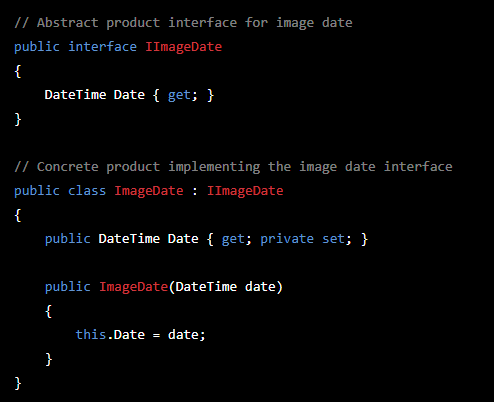 // Abstract product interface for image date
public interface IImageDate
{
    DateTime Date { get; }
}

// Concrete product implementing the image date interface
public class ImageDate : IImageDate
{
    public DateTime Date { get; private set; }

    public ImageDate(DateTime date)
    {
        this.Date = date;
    }
}